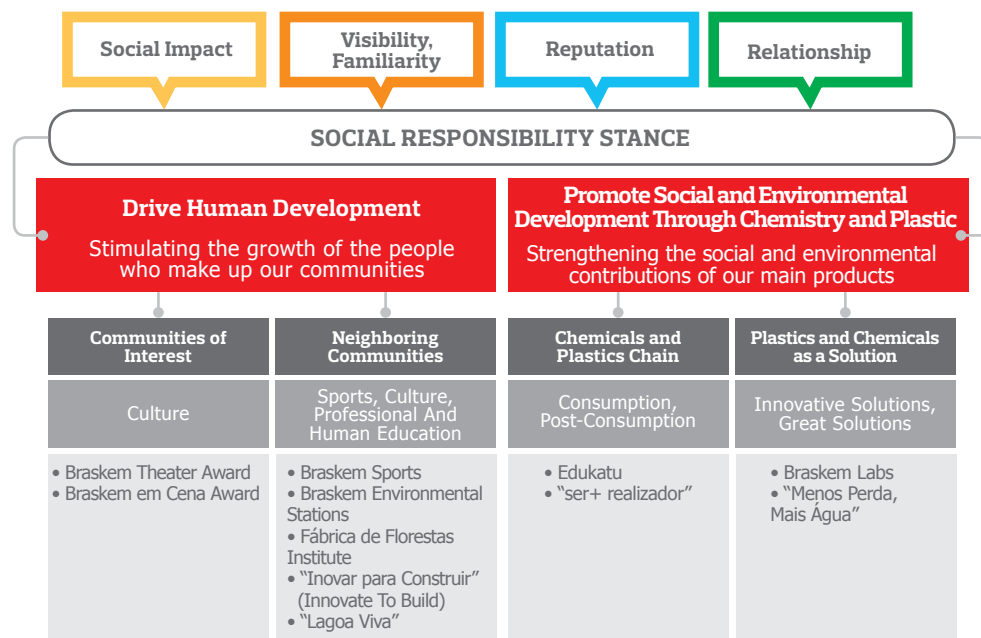 Social Impact
Visibility,
Familiarity
Reputation
Relationship
SOCIAL RESPONSIBILITY STANCE
Drive Human Development
Stimulating the growth of the people
who make up our communities
Promote Social and Environmental
Development Through Chemistry and Plastic
Strengthening the social and environmental
contributions of our main products
Communities of
Interest
Culture
• Braskem Theater Award
• Braskem em Cena Award
Neighboring
Communities
Sports, Culture,
Professional And
Human Education
• Braskem Sports
• Braskem Environmental
Stations
• Fábrica de Florestas
Institute
• “Inovar para Construir”
(Innovate To Build)
• “Lagoa Viva”
Chemicals and
Plastics Chain
Consumption,
Post-Consumption
• Edukatu
• “ser+ realizador”
Plastics and Chemicals
as a Solution
Innovative Solutions,
Great Solutions
• Braskem Labs
• “Menos Perda,
Mais Água”